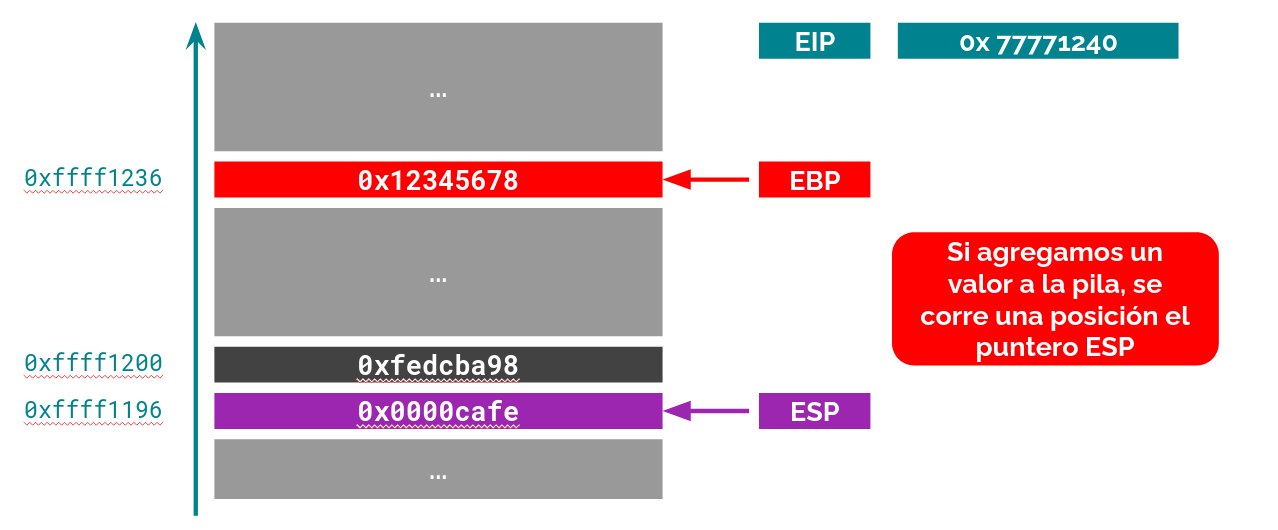 EIP
0x 77771240
…
0xffff1236
0x12345678
EBP
…
Si agregamos un
valor a la pila, se
corre una posición el
puntero ESP
0xffff1200
0xfedcba98
0xffff1196
0x0000cafe
ESP
…